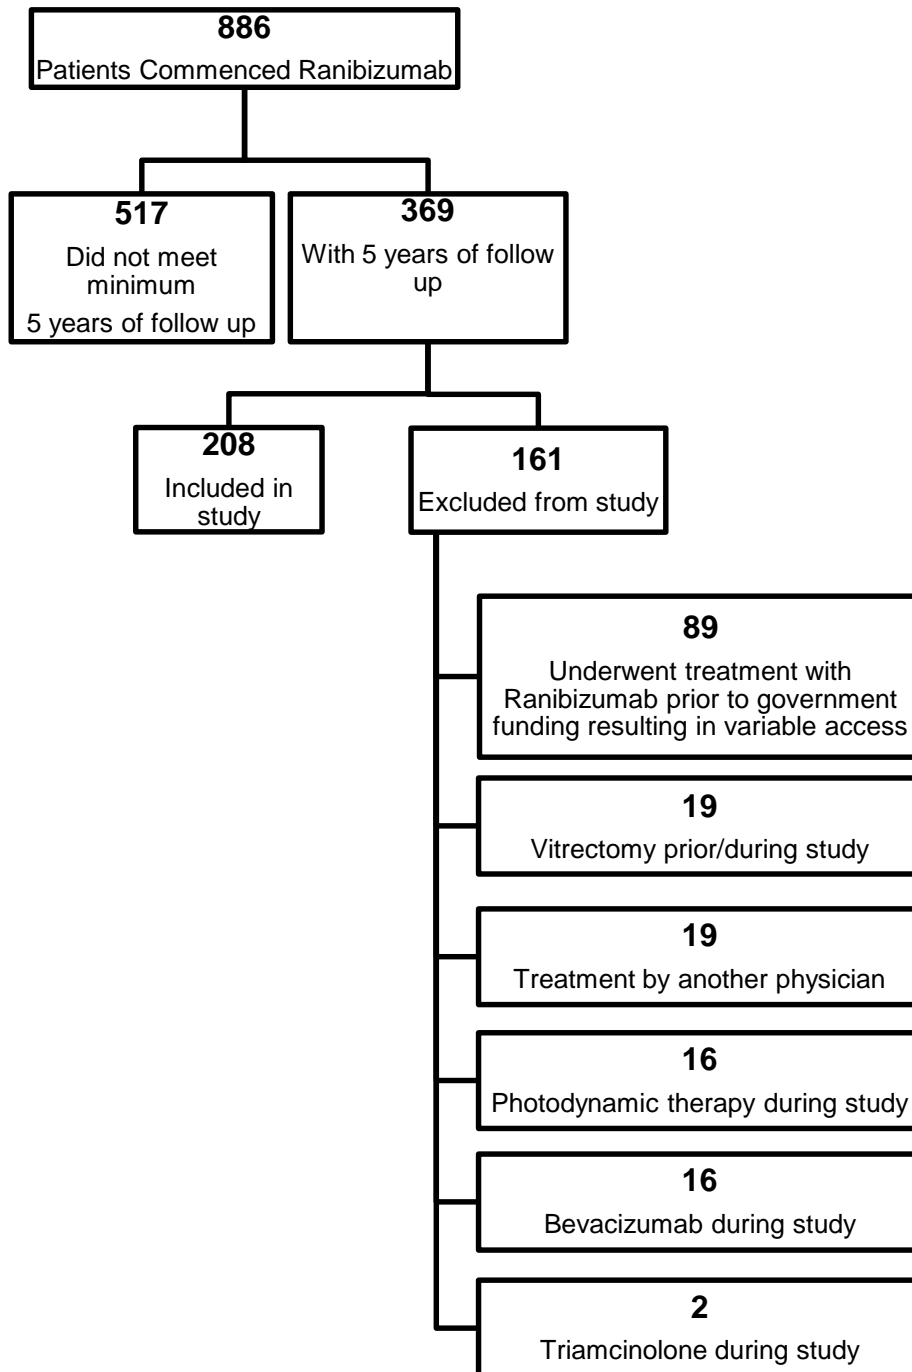 886
Patients Commenced Ranibizumab
517
Did not meet
minimum
5 years of follow up
369
With 5 years of follow
up
208
Included in
study
161
Excluded from study
89
Underwent treatment with
Ranibizumab prior to government
funding resulting in variable access
19
Vitrectomy prior/during study
19
Treatment by another physician
16
Photodynamic therapy during study
16
Bevacizumab during study
2
Triamcinolone during study